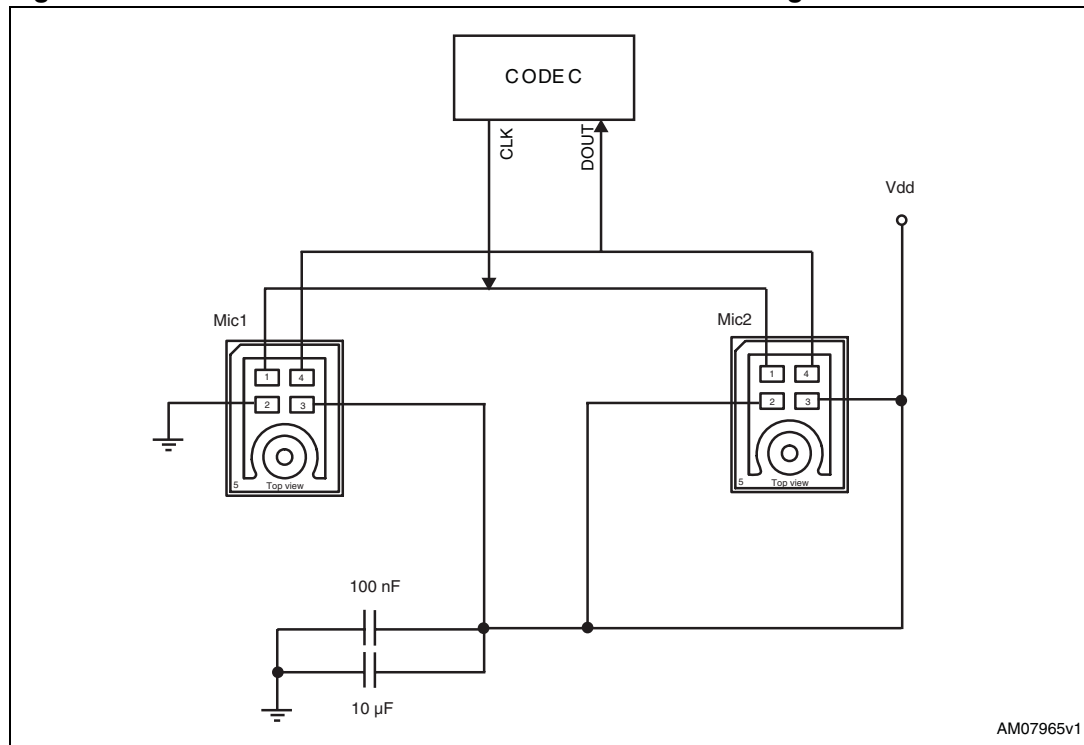 CODEC
CLK
DOUT
Vdd
Mic1
Mic2
1 4
2 3
5 Top view
1 4
2 3
5 Top view
100 nF
10 µF
AM07965v1